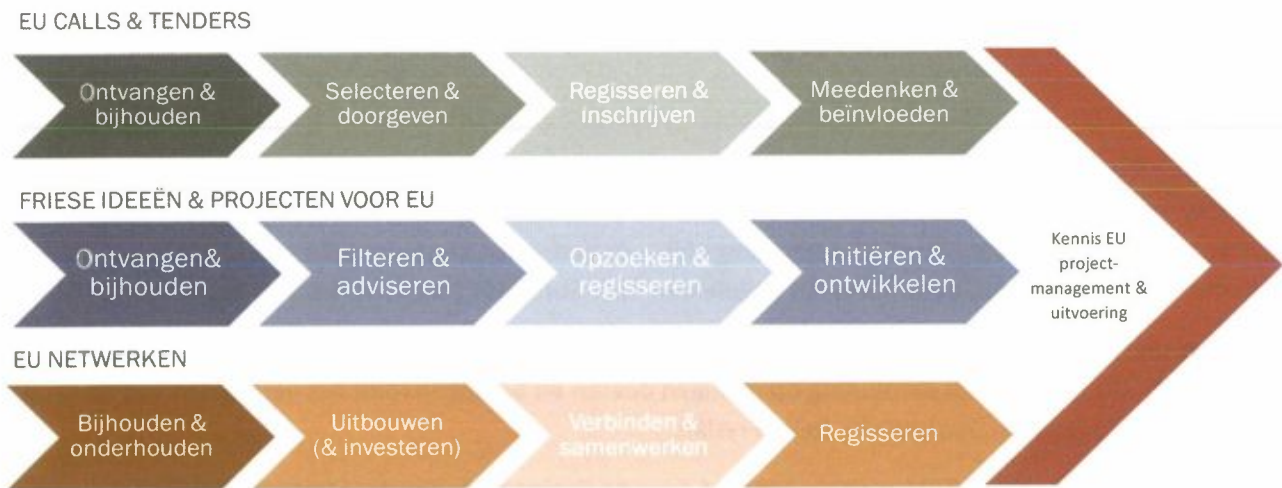 EU CALLS & TENDERS
Ontvangen &
bijhouden
Selecteren &
doorgeven
Regisseren &
inschrijven
Meedenken &
beïnvloeden
FRIESE IDEEËN & PROJECTEN VOOR EU
Ontvangen&
bijhouden
Filteren &
adviseren
Opzoeken &
regisseren
Initiëren &
ontwikkelen
Kennis EU
project-
management &
uitvoering
EU NETWERKEN
Bijhouden &
onderhouden
Uitbouwen
(& investeren)
Verbinden &
samenwerken
Regisseren